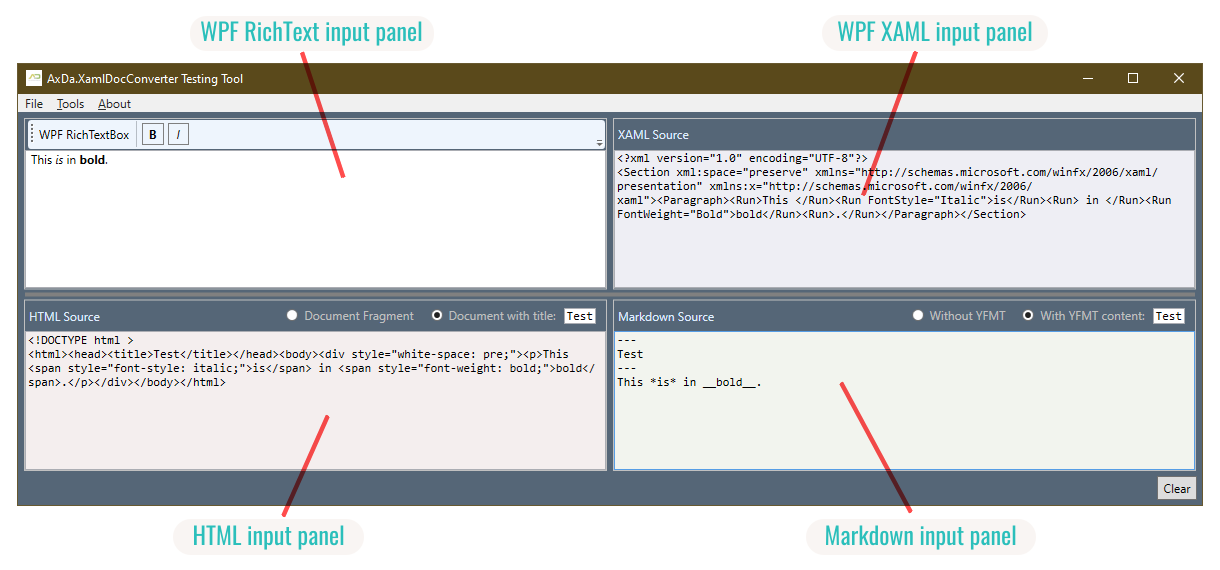 WPF RichText input panel
WPF XAML input panel
AxDa.XamlDocConverter Testing Tool
File Tools About
WPF RichTextBox B I
This is in bold.
XAML Source
<?xml version="1.0" encoding="UTF-8"?>
<Section xml:space="preserve" xmlns="http://schemas.microsoft.com/winfx/2006/xaml/
presentation" xmlns:x="http://schemas.microsoft.com/winfx/2006/
xaml"><Paragraph><Run>This </Run><Run FontStyle="Italic">is</Run><Run> in </Run><Run
FontWeight="Bold">bold</Run><Run>.</Run></Paragraph></Section>
HTML Source Document Fragment Document with title: Test
<!DOCTYPE html >
<html><head><title>Test</title></head><body><div style="white-space: pre;"><p>This
<span style="font-style: italic;">is</span> in <span style="font-weight: bold;">bold</
span>.</p></div></body></html>
Markdown Source Without YFMT With YFMT content: Test
---
Test
---
This *is* in __bold__.
Clear
HTML input panel
Markdown input panel